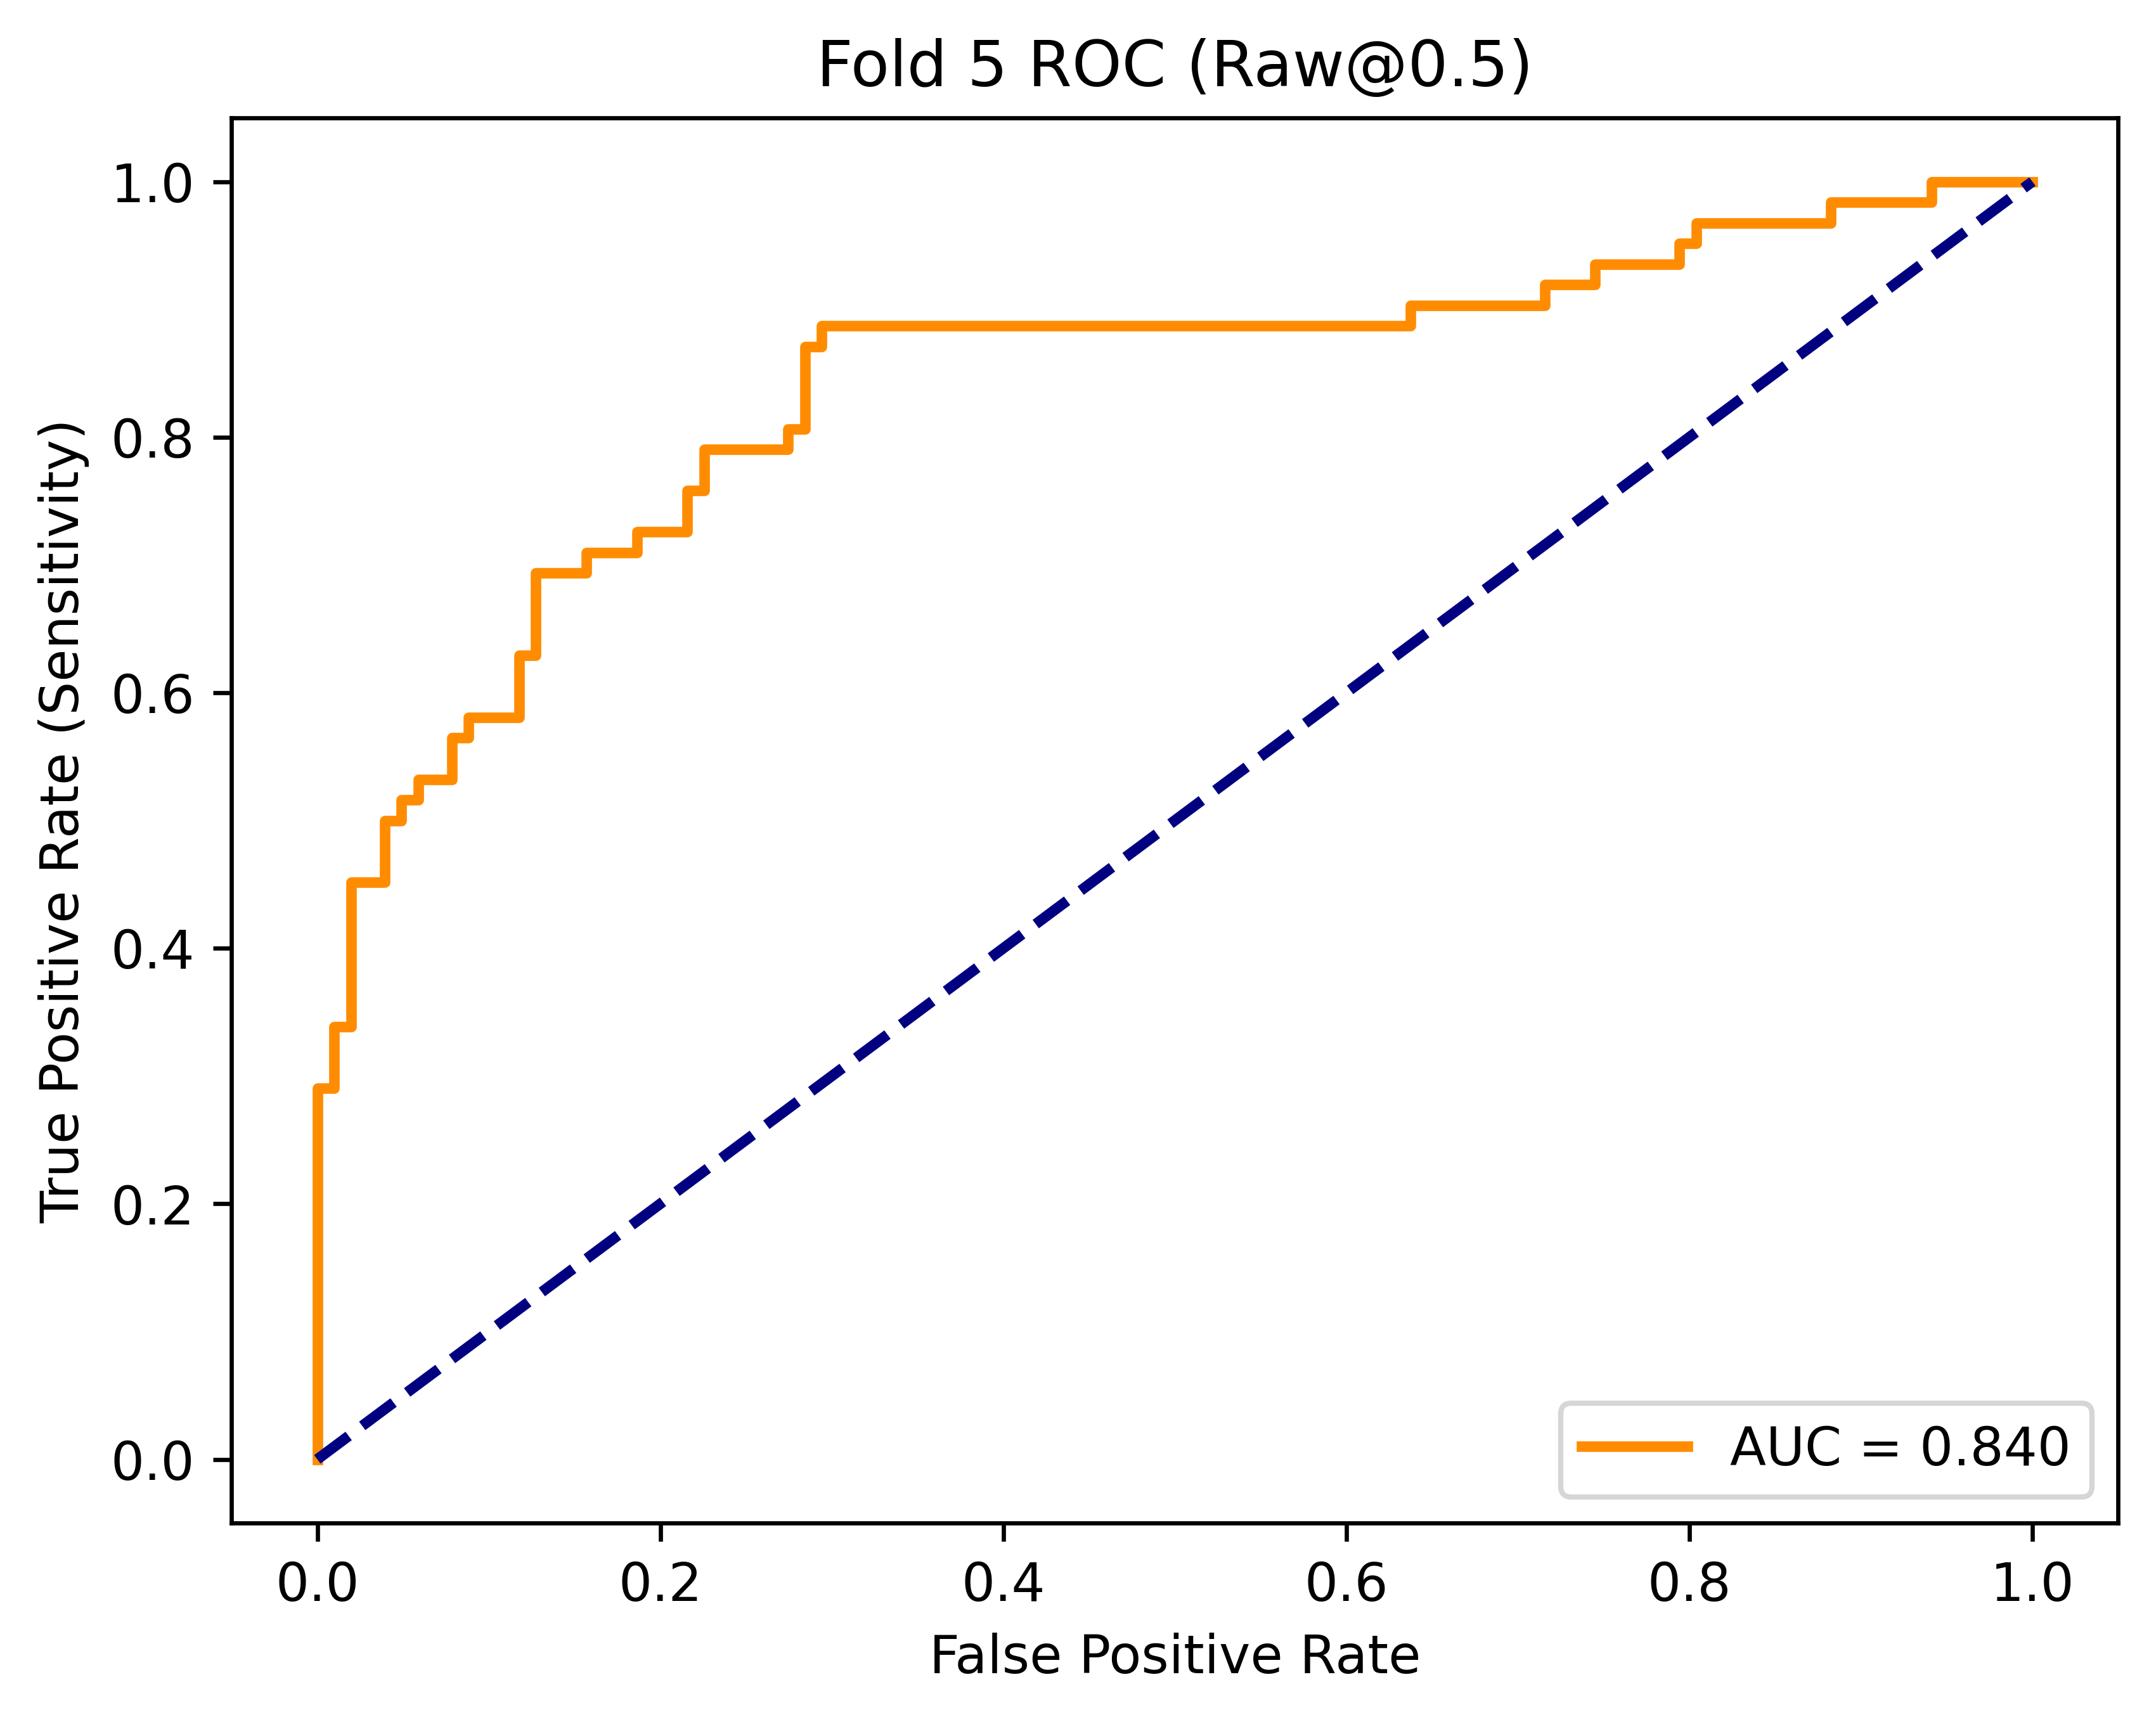 Fold 5 ROC (Raw@0.5)
True Positive Rate (Sensitivity)
1.0
0.8
0.6
0.4
0.2
0.0
AUC = 0.840
0.0 0.2 0.4 0.6 0.8 1.0
False Positive Rate